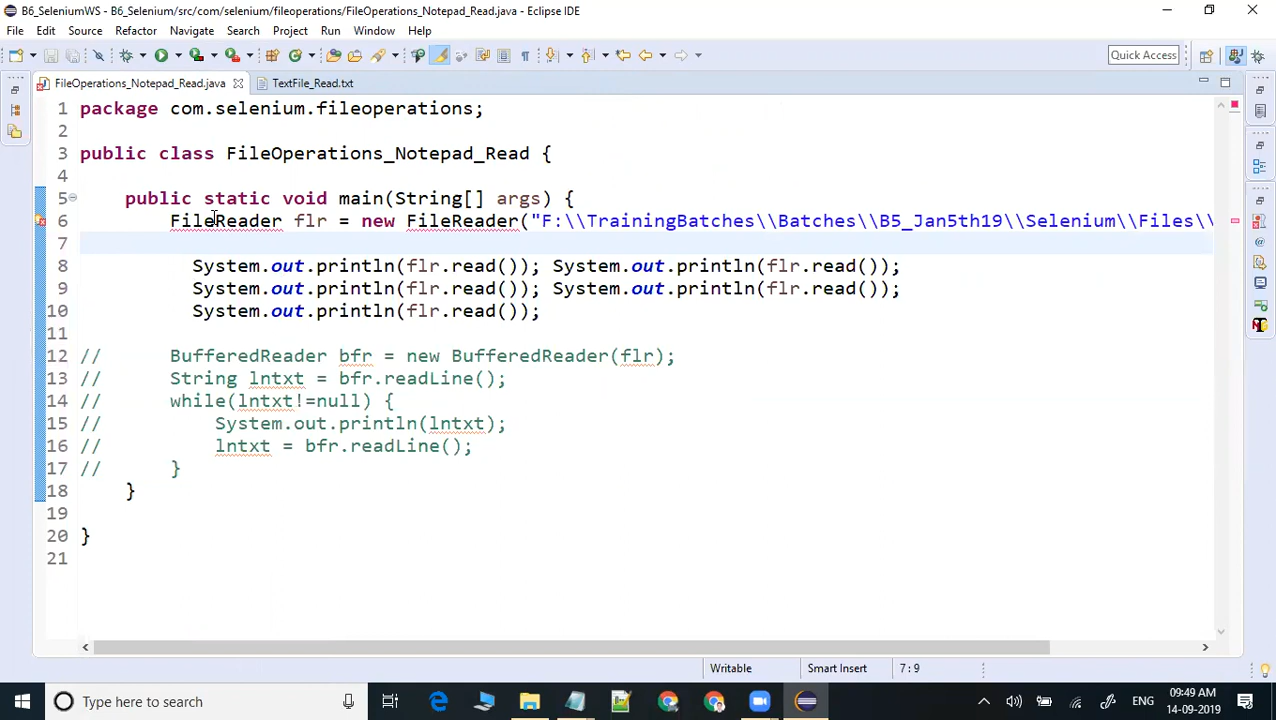 B6_SeleniumWS - B6_Selenium/src/com/selenium/fileoperations/FileOperations_Notepad_Read.java - Eclipse IDE
File Edit Source Refactor Navigate Search Project Run Window Help
Quick Access
FileOperations_Notepad_Read.java TextFile_Read.txt
1 package com.selenium.fileoperations;
2
3 public class FileOperations_Notepad_Read {
4
5 public static void main(String[] args) {
6 FileReader flr = new FileReader("F:\\TrainingBatches\\Batches\\B5_Jan5th19\\Selenium\\Files\\
7
8 System.out.println(flr.read()); System.out.println(flr.read());
9 System.out.println(flr.read()); System.out.println(flr.read());
10 System.out.println(flr.read());
11
12 // BufferedReader bfr = new BufferedReader(flr);
13 // String lntxt = bfr.readLine();
14 // while(lntxt!=null) {
15 // System.out.println(lntxt);
16 // lntxt = bfr.readLine();
17 // }
18 }
19
20 }
21
Writable Smart Insert 7:9
Type here to search ENG 09:49 AM
14-09-2019